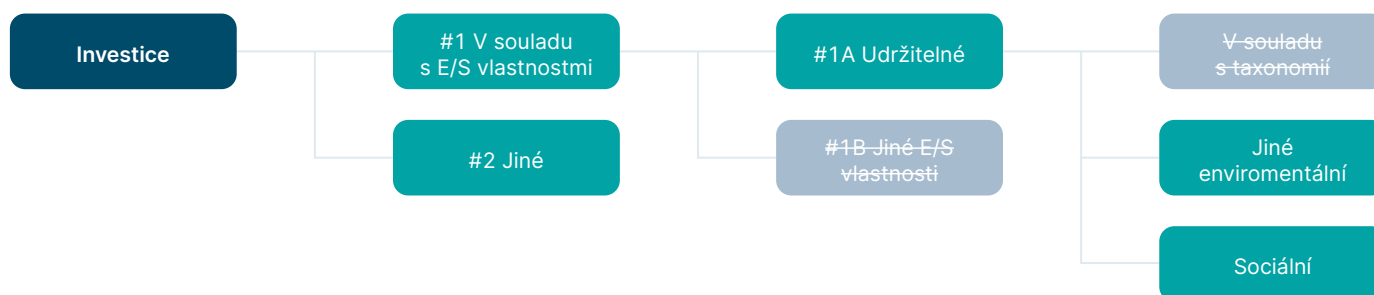 Investice
#1 V souladu
s E/S vlastnostmi
#1A Udržitelné
V souladu
s taxonomií
#2 Jiné
#1B Jiné E/S
vlastnosti
Jiné
enviromentální
Sociální